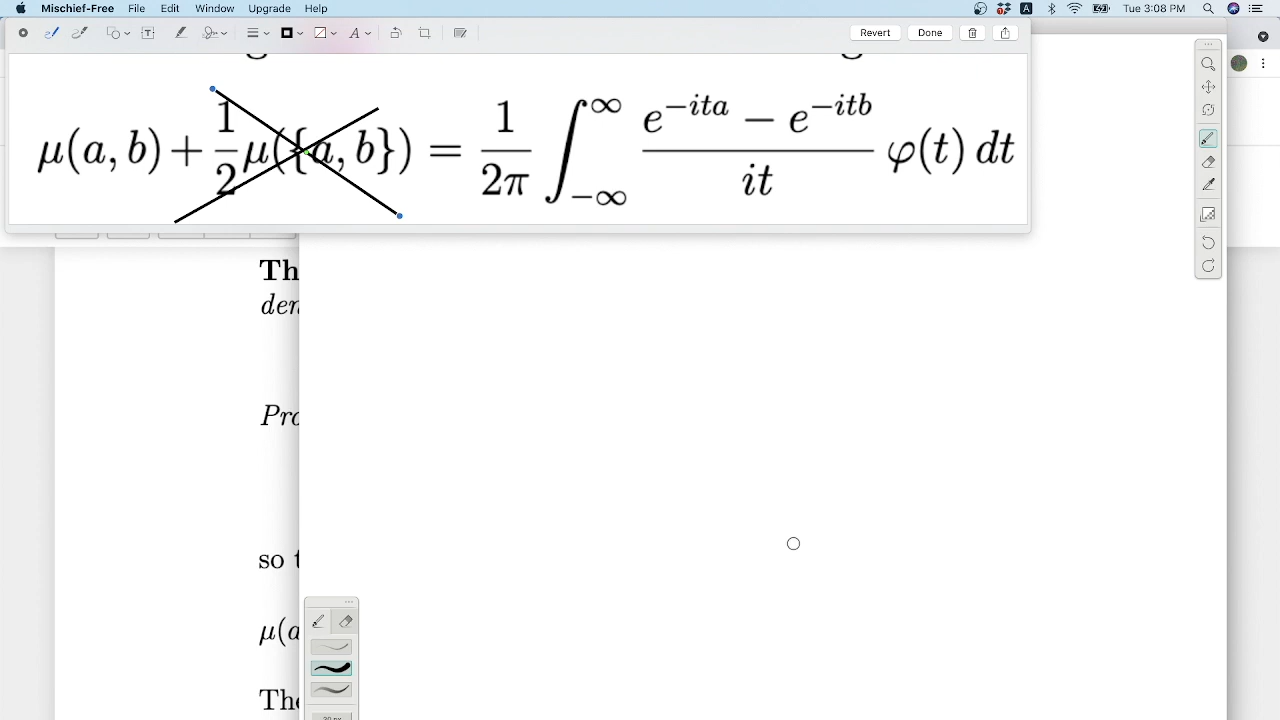 Mischief-Free File Edit Window Upgrade Help Tue 3:08 PM
Revert Done
μ(a, b) + 1/2 μ({a, b}) = 1/2π ∫_{-∞}^{∞} (e^{-ita} − e^{-itb})/it φ(t) dt
Th
den
Pro
so t
μ(a
The